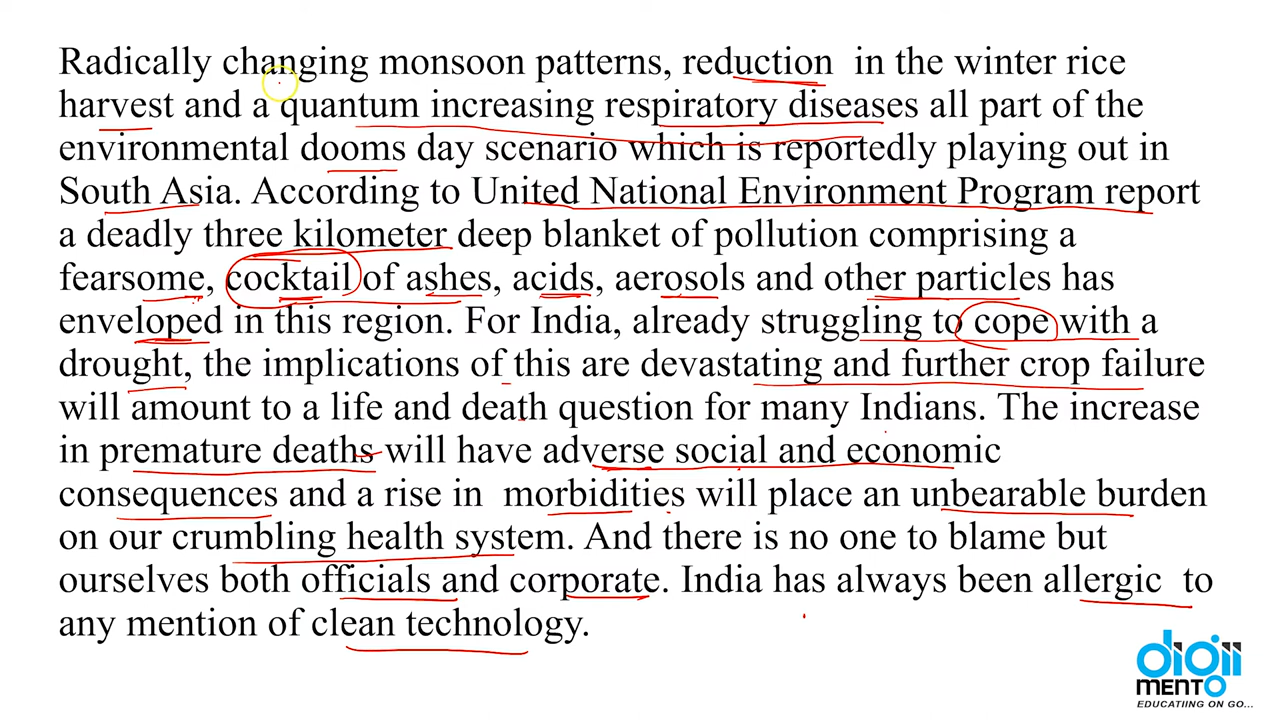 Radically changing monsoon patterns, reduction in the winter rice
harvest and a quantum increasing respiratory diseases all part of the
environmental dooms day scenario which is reportedly playing out in
South Asia. According to United National Environment Program report
a deadly three kilometer deep blanket of pollution comprising a
fearsome, cocktail of ashes, acids, aerosols and other particles has
enveloped in this region. For India, already struggling to cope with a
drought, the implications of this are devastating and further crop failure
will amount to a life and death question for many Indians. The increase
in premature deaths will have adverse social and economic
consequences and a rise in morbidities will place an unbearable burden
on our crumbling health system. And there is no one to blame but
ourselves both officials and corporate. India has always been allergic to
any mention of clean technology.
digii
MENTO
EDUCATIING ON GO...